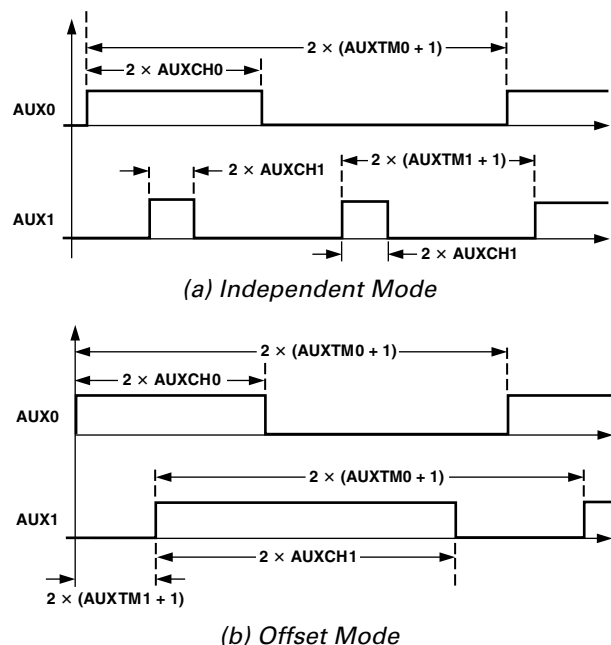 2 × (AUXTM0 + 1)
2 × AUXCH0
AUX0
2 × (AUXTM1 + 1)
2 × AUXCH1
AUX1
2 × AUXCH1
(a) Independent Mode
2 × (AUXTM0 + 1)
2 × AUXCH0
AUX0
2 × (AUXTM0 + 1)
AUX1
2 × AUXCH1
2 × (AUXTM1 + 1)
(b) Offset Mode